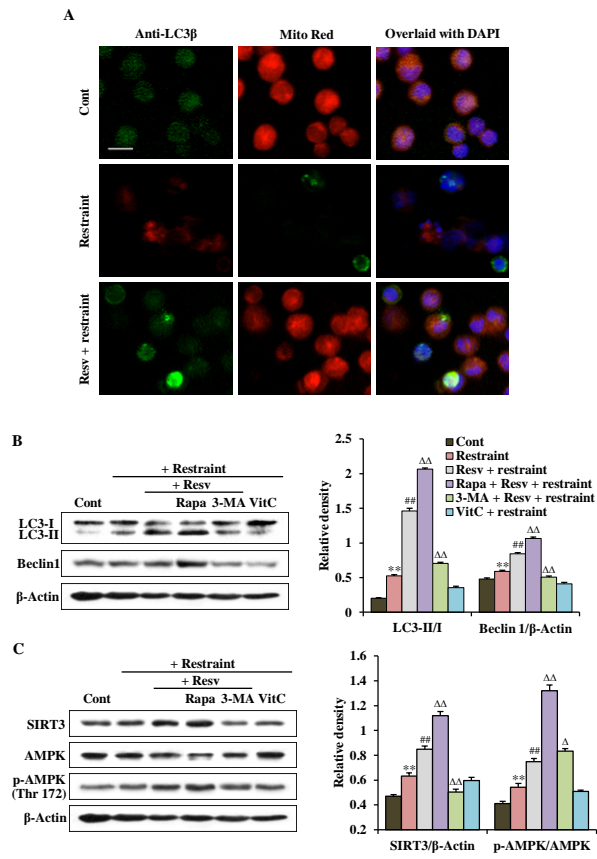 A
Anti-LC3β
Mito Red
Overlaid with DAPI
Cont
Restraint
Resv + restraint
B
+ Restraint
+ Resv
Cont
Rapa
3-MA
VitC
LC3-I
LC3-II
Beclin1
β-Actin
Relative density
2.5
2
1.5
1
0.5
0
Cont
Restraint
Resv + restraint
Rapa + Resv + restraint
3-MA + Resv + restraint
VitC + restraint
**
##
ΔΔ
ΔΔ
**
##
ΔΔ
ΔΔ
LC3-II/I
Beclin 1/β-Actin
C
+ Restraint
+ Resv
Cont
Rapa
3-MA
VitC
SIRT3
AMPK
p-AMPK
(Thr 172)
β-Actin
Relative density
1.6
1.4
1.2
1
0.8
0.6
0.4
0.2
**
##
ΔΔ
ΔΔ
**
##
ΔΔ
Δ
SIRT3/β-Actin
p-AMPK/AMPK